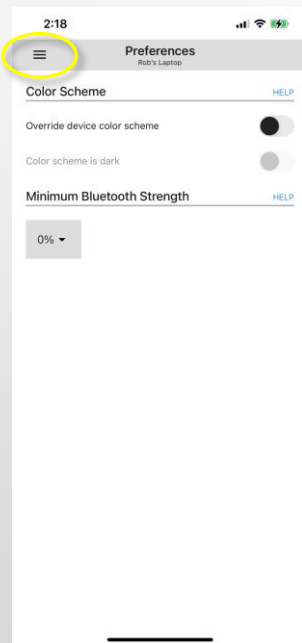 2:18
Preferences
Rob's Laptop
Color Scheme HELP
Override device color scheme
Color scheme is dark
Minimum Bluetooth Strength HELP
0%